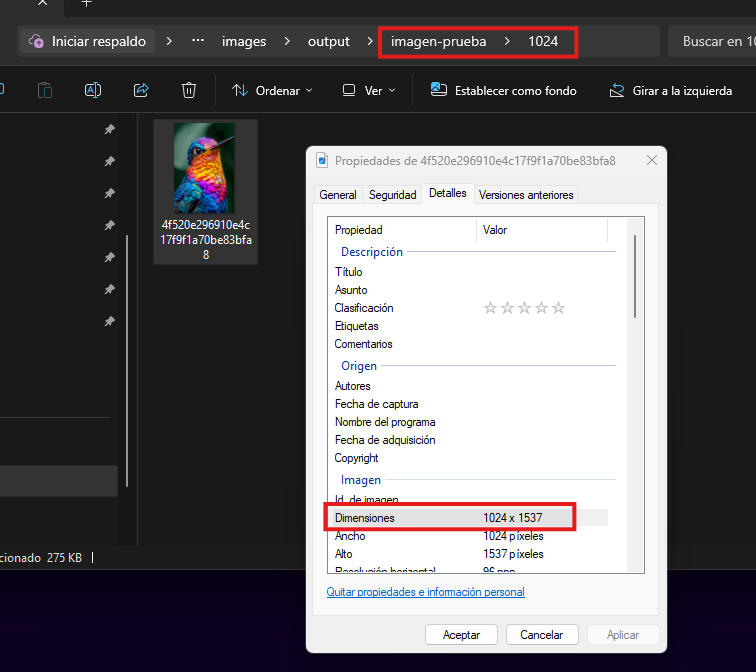 Iniciar respaldo > ... images > output > imagen-prueba > 1024
Buscar en 10
Ordenar
Ver
Establecer como fondo
Girar a la izquierda
4f520e296910e4c
17f9f1a70be83bfa
8
Propiedades de 4f520e296910e4c17f9f1a70be83bfa8
General Seguridad Detalles Versiones anteriores
Propiedad Valor
Descripción
Título
Asunto
Clasificación
Etiquetas
Comentarios
Origen
Autores
Fecha de captura
Nombre del programa
Fecha de adquisición
Copyright
Imagen
Id. de imagen
Dimensiones 1024 x 1537
Ancho 1024 píxeles
Alto 1537 píxeles
Resolución horizontal 96 ppp
Quitar propiedades e información personal
Aceptar Cancelar Aplicar
cionado 275 KB